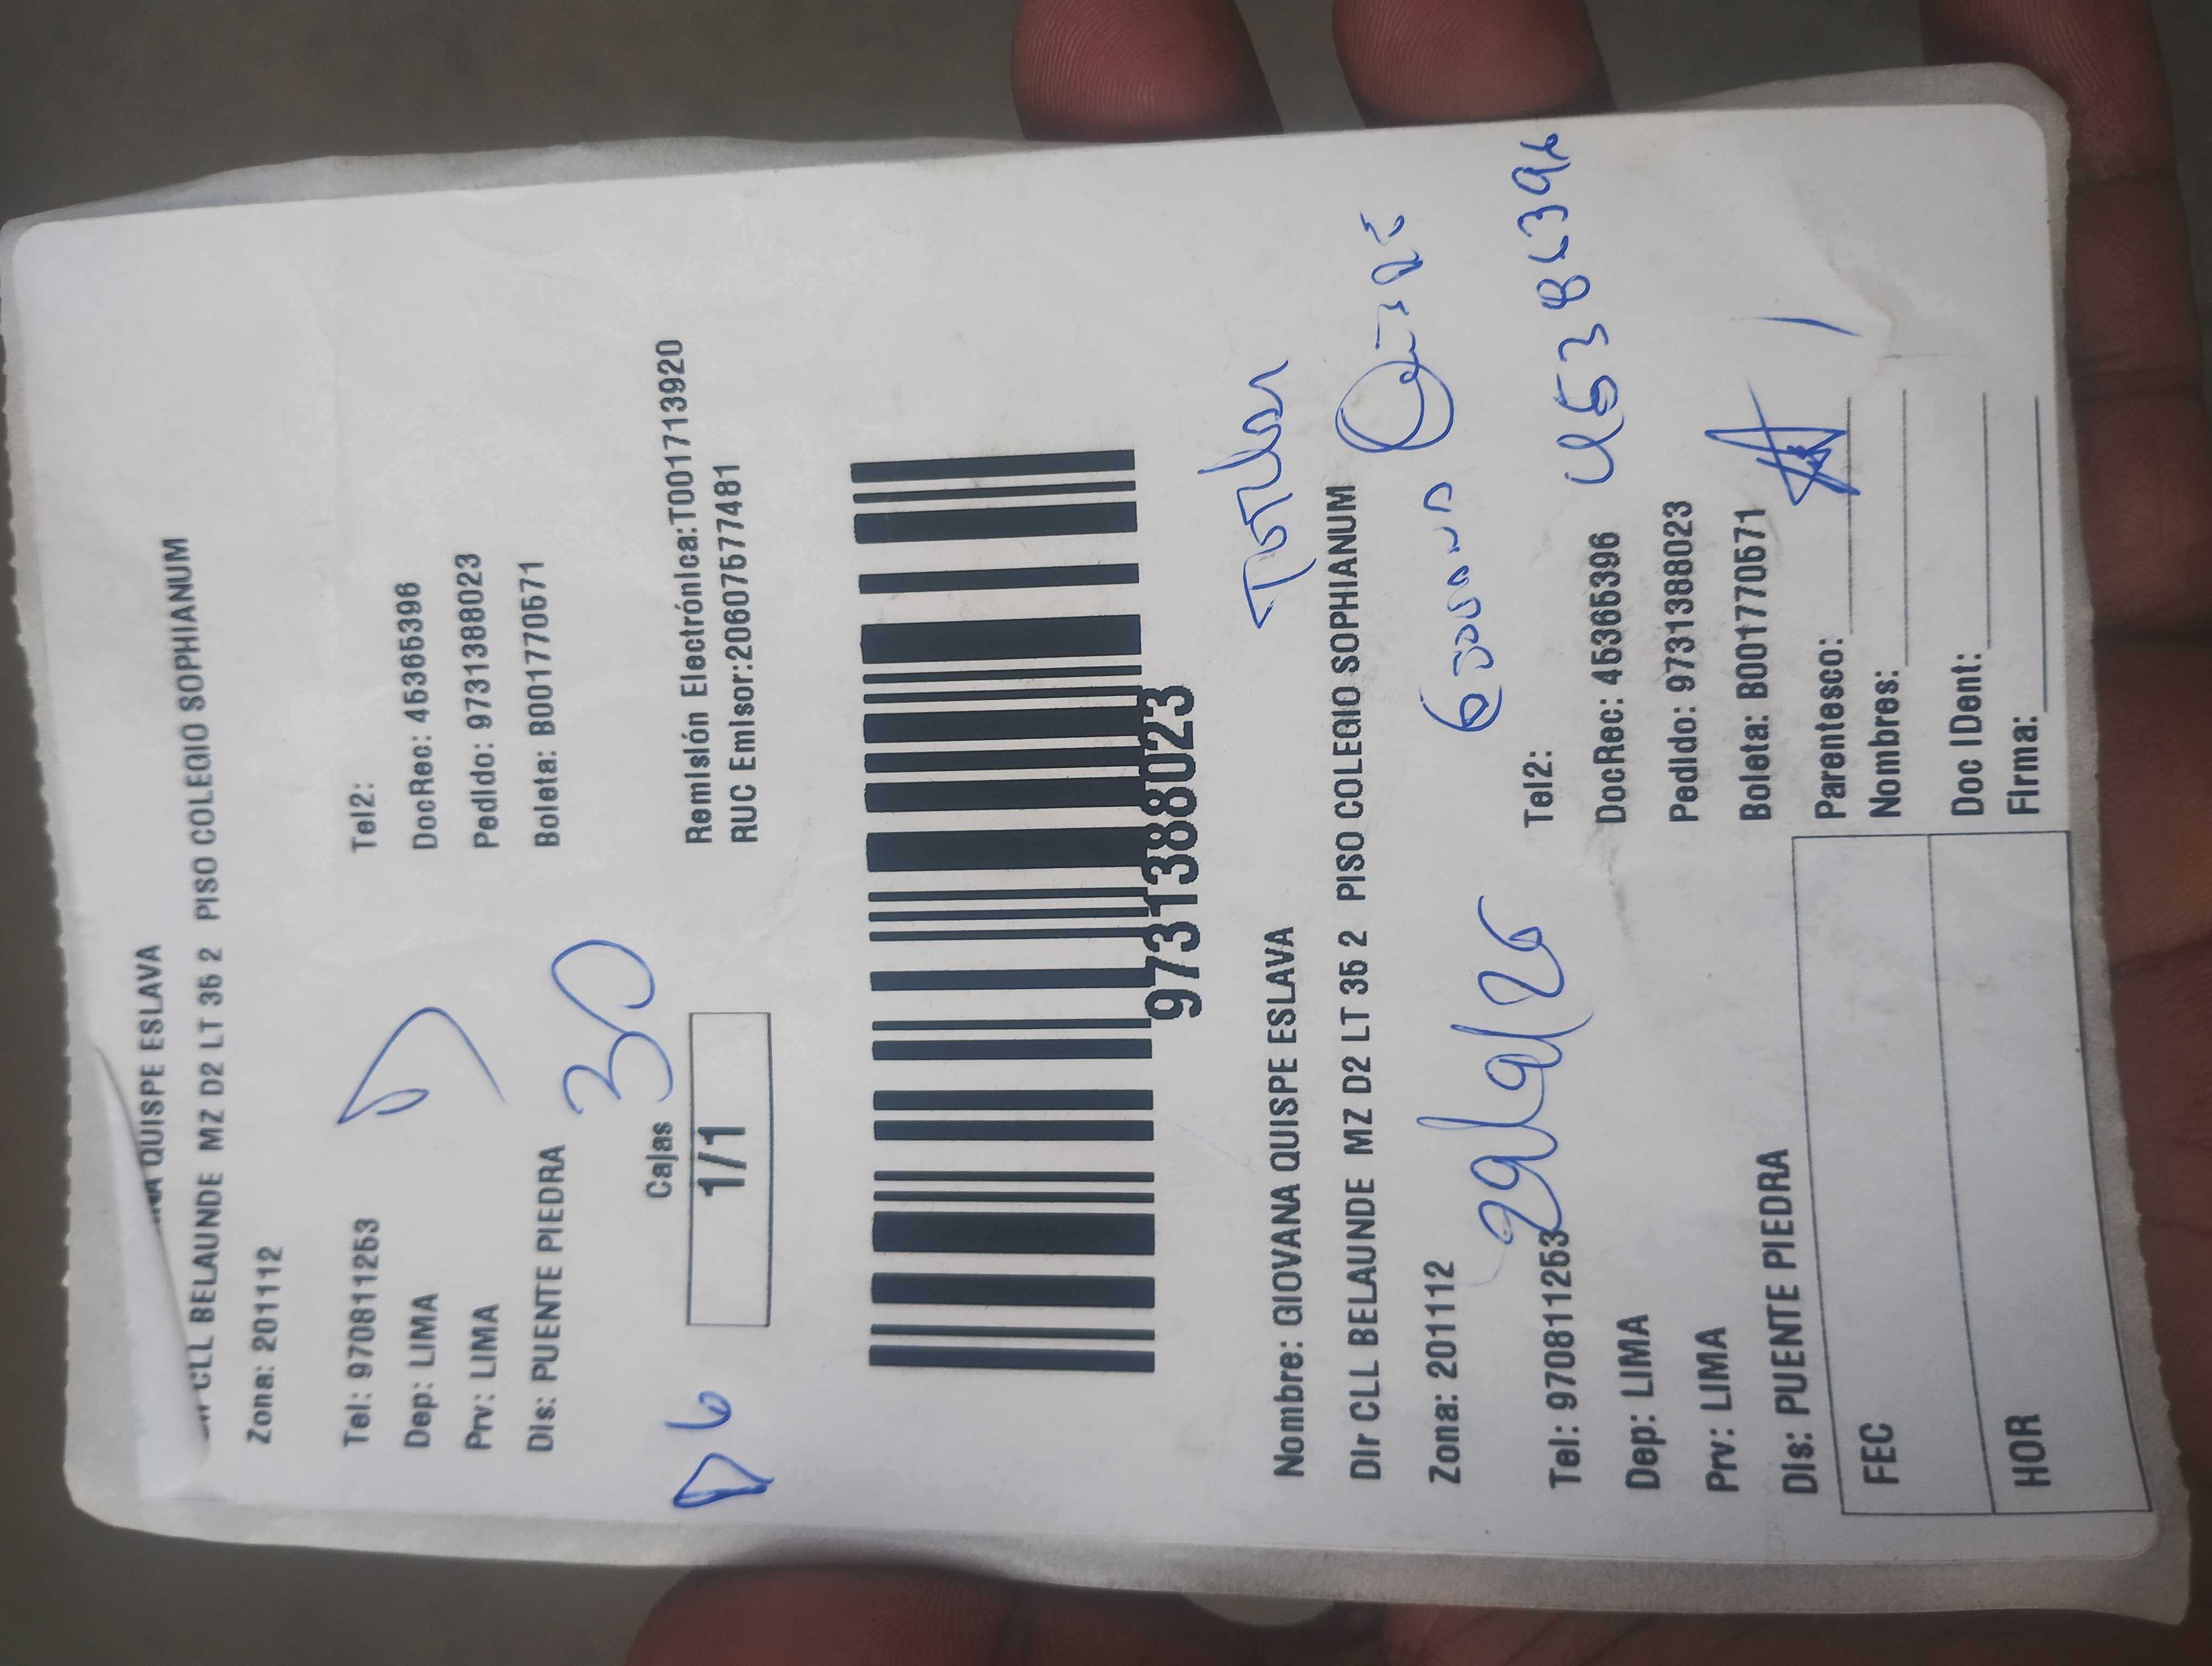 QUISPE ESLAVA
CLL BELAUNDE MZ D2 LT 35 2 PISO COLEGIO SOPHIANUM
Zona: 201112
Tel: 970811253 Tel2:
Dep: LIMA DocRec: 45365396
Prv: LIMA Pedido: 9731388023
Dis: PUENTE PIEDRA Boleta: B001770571
30
Cajas
1/1
Remisión Electrónica:T001713920
RUC Emisor:20607577481
D6
9731388023
Titular
Nombre: GIOVANA QUISPE ESLAVA
Dir CLL BELAUNDE MZ D2 LT 35 2 PISO COLEGIO SOPHIANUM
Giovana Quispe
Zona: 201112
Tel: 970811253 Tel2:
Dep: LIMA DocRec: 45365396
Prv: LIMA Pedido: 9731388023
Dis: PUENTE PIEDRA Boleta: B001770571
FEC
HOR
Parentesco:
Nombres:
Doc IDent:
Firma: